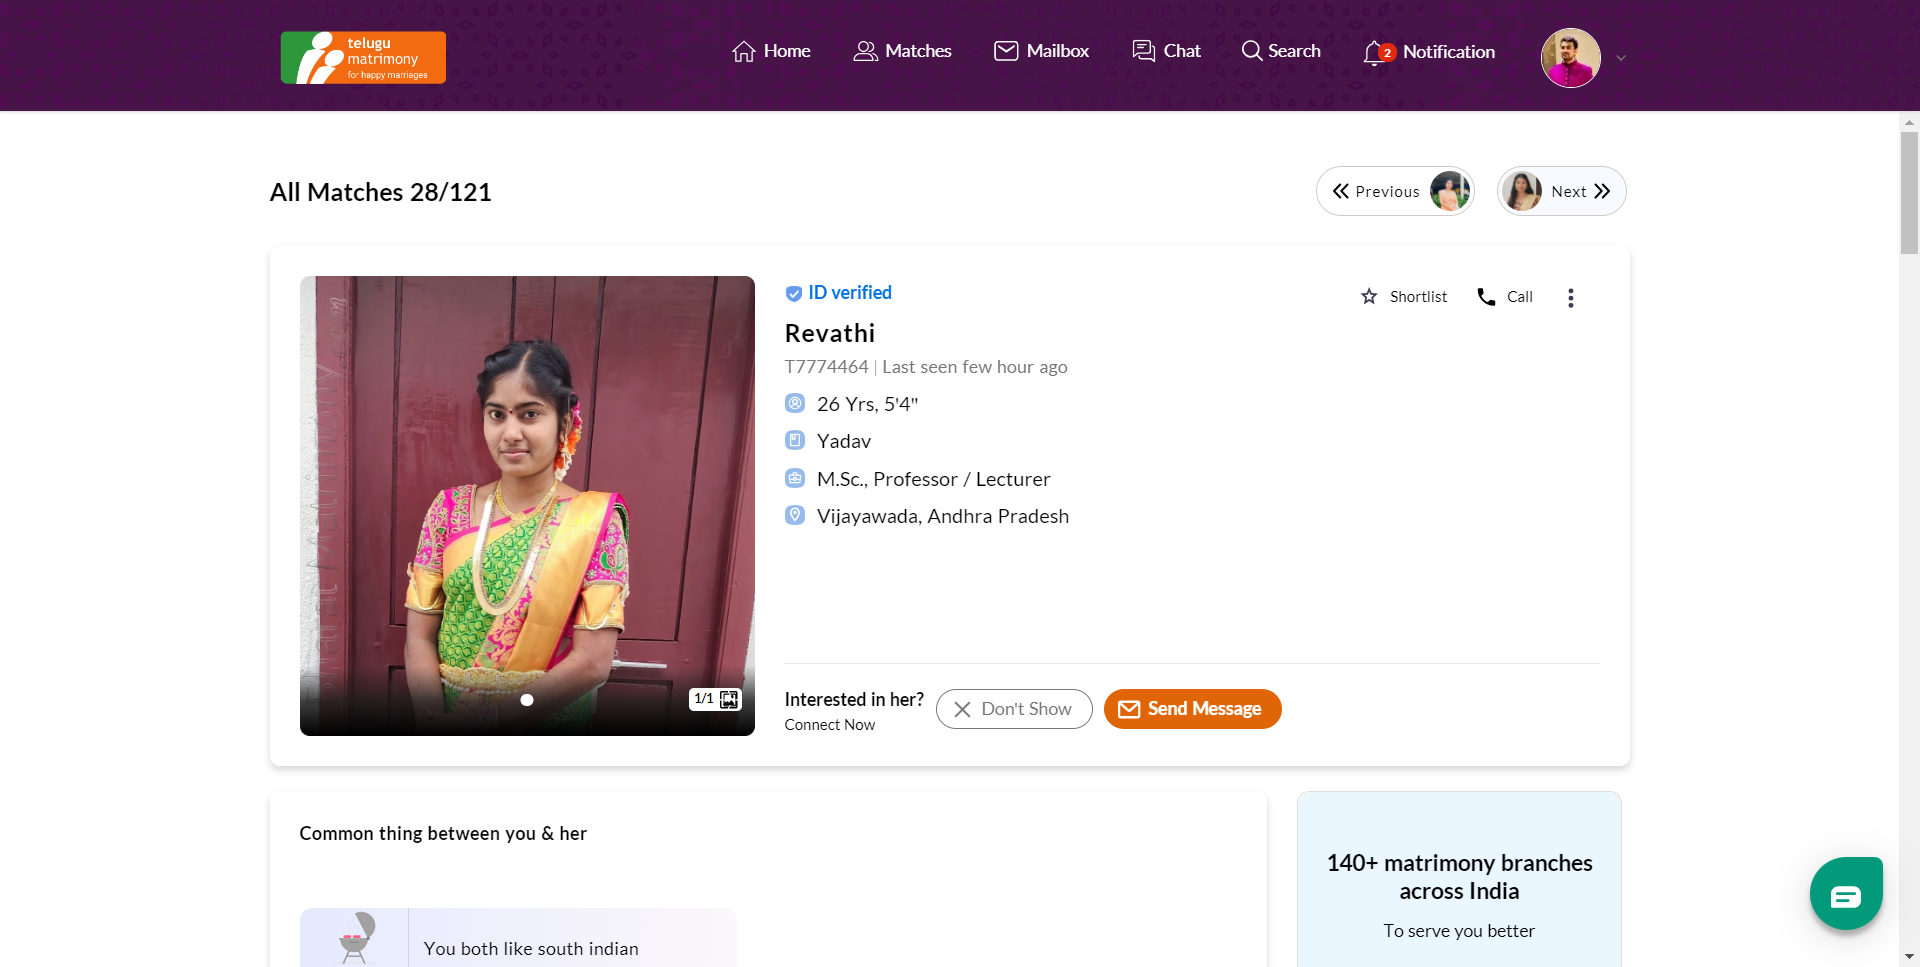 telugu
matrimony
for happy marriages
Home
Matches
Mailbox
Chat
Search
2
Notification
All Matches 28/121
Previous
Next
ID verified
Shortlist
Call
Revathi
T7774464 | Last seen few hour ago
26 Yrs, 5'4"
Yadav
M.Sc., Professor / Lecturer
Vijayawada, Andhra Pradesh
1/1
Interested in her?
Connect Now
Don't Show
Send Message
Common thing between you & her
You both like south indian
140+ matrimony branches
across India
To serve you better